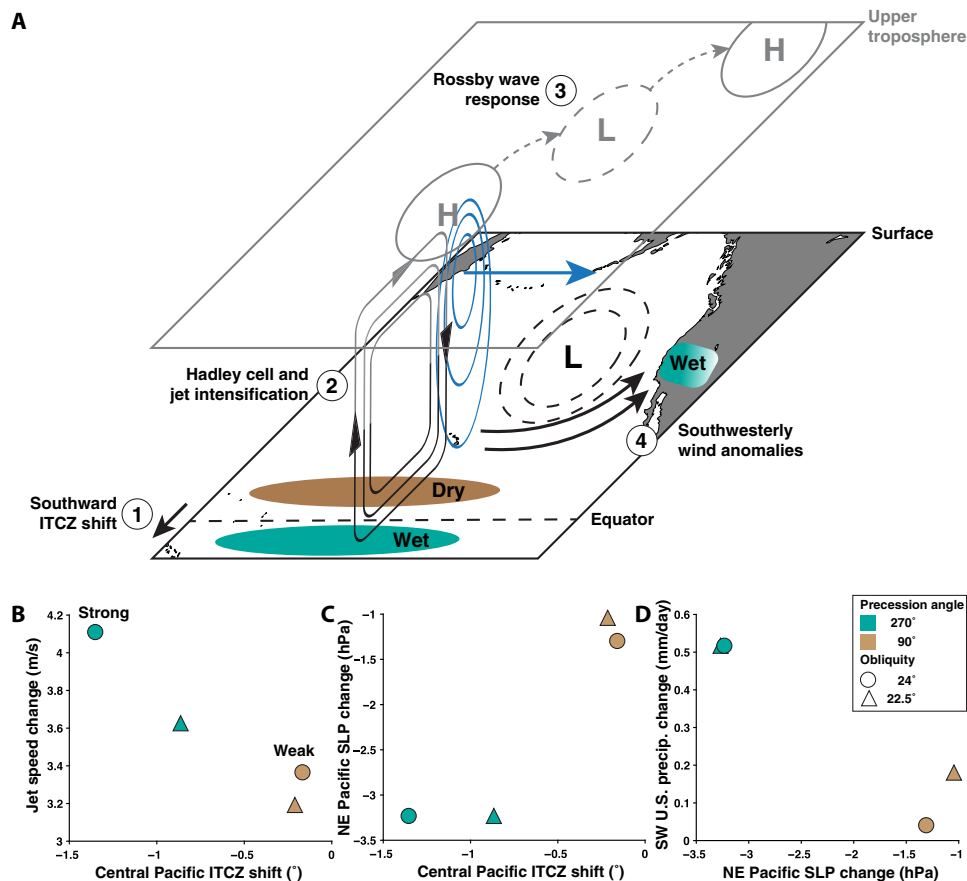 A
Upper
troposphere
H
Rossby wave
response
3
L
H
Surface
L
Wet
Hadley cell and
jet intensification
2
4
Southwesterly
wind anomalies
Dry
Southward
ITCZ shift
1
Equator
Wet
B
Strong
Weak
Jet speed change (m/s)
4.2
4
3.8
3.6
3.4
3.2
3
−1.5
−1
−0.5
0
Central Pacific ITCZ shift (°)
C
NE Pacific SLP change (hPa)
−1
−1.5
−2
−2.5
−3
−3.5
−1.5
−1
−0.5
0
Central Pacific ITCZ shift (°)
D
SW U.S. precip. change (mm/day)
0.6
0.5
0.4
0.3
0.2
0.1
0
−3.5
−3
−2.5
−2
−1.5
−1
NE Pacific SLP change (hPa)
Precession angle
270°
90°
Obliquity
24°
22.5°